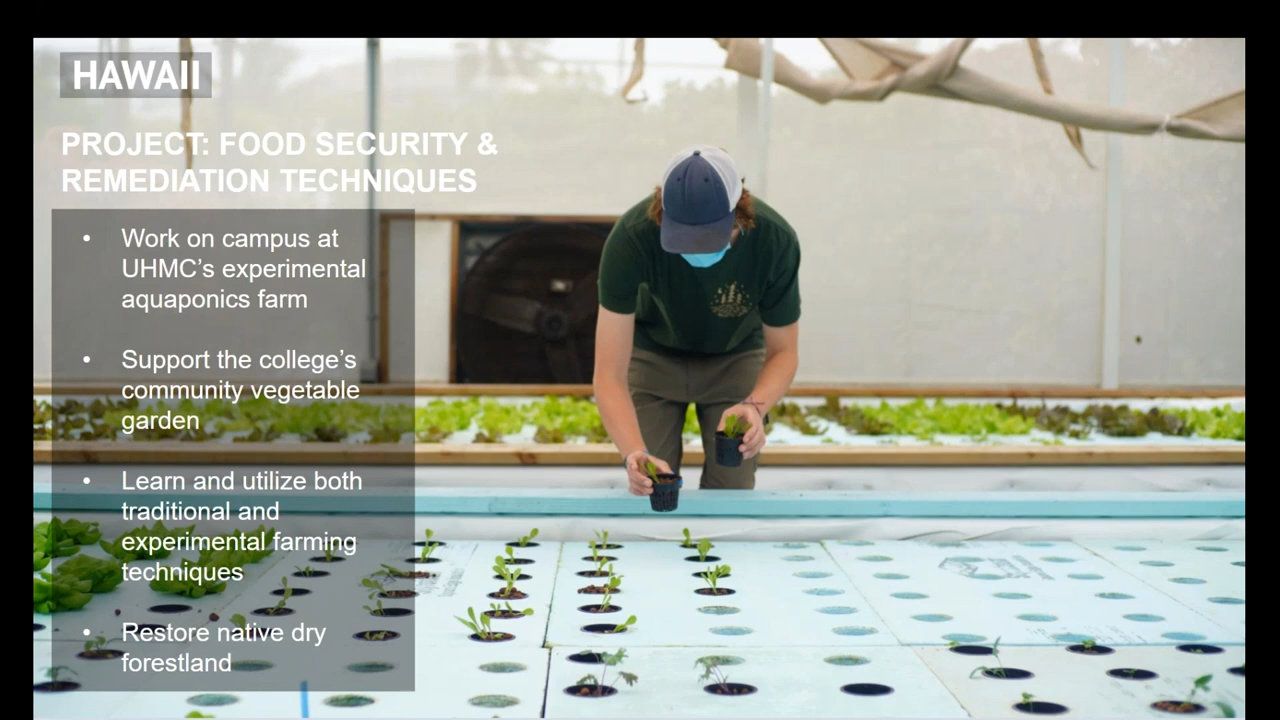 HAWAII
PROJECT: FOOD SECURITY &
REMEDIATION TECHNIQUES
• Work on campus at
UHMC's experimental
aquaponics farm
• Support the college's
community vegetable
garden
• Learn and utilize both
traditional and
experimental farming
techniques
• Restore native dry
forestland